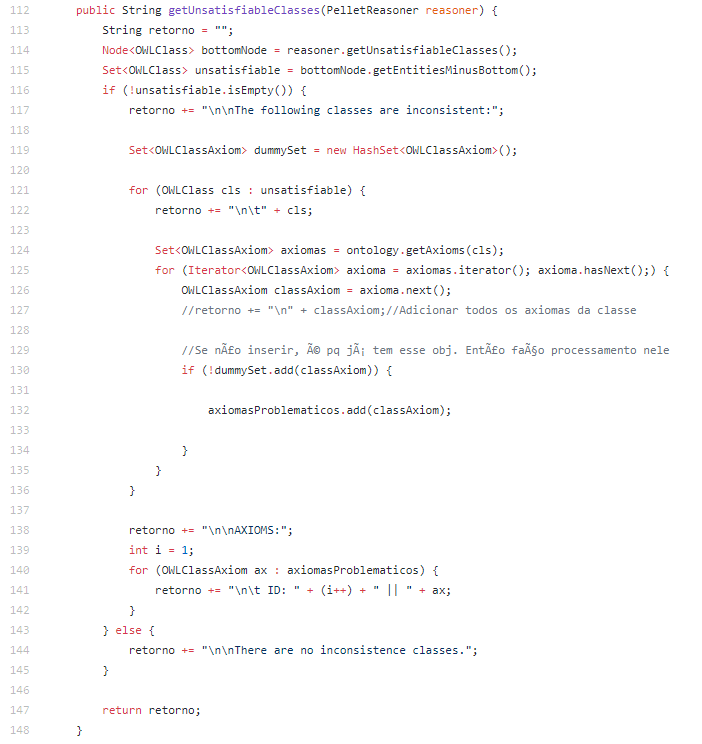 112 public String getUnsatisfiableClasses(PelletReasoner reasoner) {
113 String retorno = "";
114 Node<OWLClass> bottomNode = reasoner.getUnsatisfiableClasses();
115 Set<OWLClass> unsatisfiable = bottomNode.getEntitiesMinusBottom();
116 if (!unsatisfiable.isEmpty()) {
117 retorno += "\n\nThe following classes are inconsistent:";
118
119 Set<OWLClassAxiom> dummySet = new HashSet<OWLClassAxiom>();
120
121 for (OWLClass cls : unsatisfiable) {
122 retorno += "\n\t" + cls;
123
124 Set<OWLClassAxiom> axiomas = ontology.getAxioms(cls);
125 for (Iterator<OWLClassAxiom> axioma = axiomas.iterator(); axioma.hasNext();) {
126 OWLClassAxiom classAxiom = axioma.next();
127 //retorno += "\n" + classAxiom;//Adicionar todos os axiomas da classe
128
129 //Se nÃ£o inserir, Ã© pq jÃ¡ tem esse obj. EntÃ£o faÃ§o processamento nele
130 if (!dummySet.add(classAxiom)) {
131
132 axiomasProblematicos.add(classAxiom);
133
134 }
135 }
136 }
137
138 retorno += "\n\nAXIOMS:";
139 int i = 1;
140 for (OWLClassAxiom ax : axiomasProblematicos) {
141 retorno += "\n\t ID: " + (i++) + " || " + ax;
142 }
143 } else {
144 retorno += "\n\nThere are no inconsistence classes.";
145 }
146
147 return retorno;
148 }